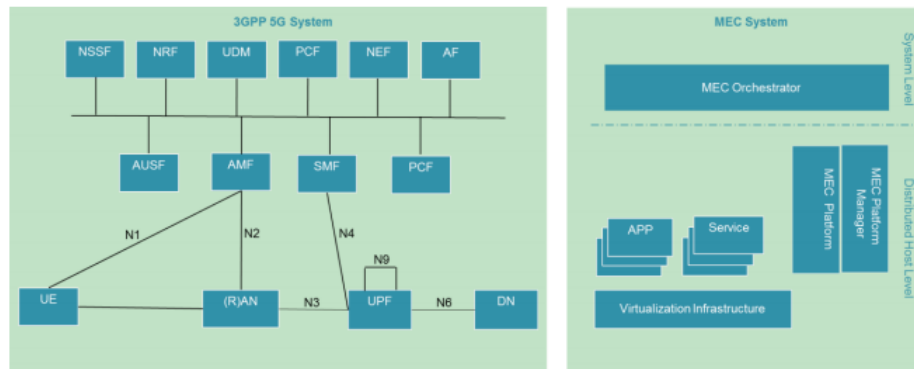 3GPP 5G System
NSSF
NRF
UDM
PCF
NEF
AF
AUSF
AMF
SMF
PCF
N1
N2
N4
N9
UE
(R)AN
N3
UPF
N6
DN
MEC System
System Level
MEC Orchestrator
Distributed Host Level
MEC Platform
MEC Platform
Manager
APP
Service
Virtualization Infrastructure